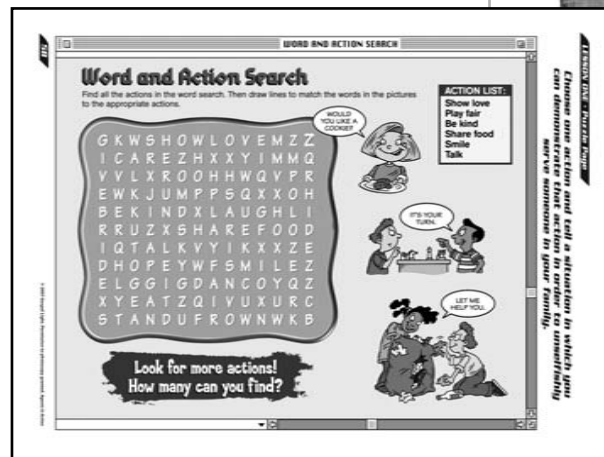 WORD AND ACTION SEARCH
Word and Action Search
Find all the actions in the word search. Then draw lines to match the words in the pictures
to the appropriate actions.
ACTION LIST:
Show love
Play fair
Be kind
Share food
Smile
Talk
G K W S H O W L O V E M Z Z
I C A R E Z H X X Y I M M Q
V V L X R O O H H W Q V P R
E W K J U M P P S Q X X O H
B E K I N D X L A U G H L I
R R U Z X S H A R E F O O D
I Q T A L K V Y I K X X Z E
D H O P E Y W F S M I L E Z
E L G G I G D A N C O Y Q Z
X Y E A T Z Q I V U X U R C
S T A N D U F R O W N W K B
WOULD
YOU LIKE A
COOKIE?
IT'S YOUR
TURN.
LET ME
HELP YOU.
Look for more actions!
How many can you find?
LESSON ONE - Puzzle Page
Choose one action and tell a situation in which you
can demonstrate that action in order to unselfishly
serve someone in your family.